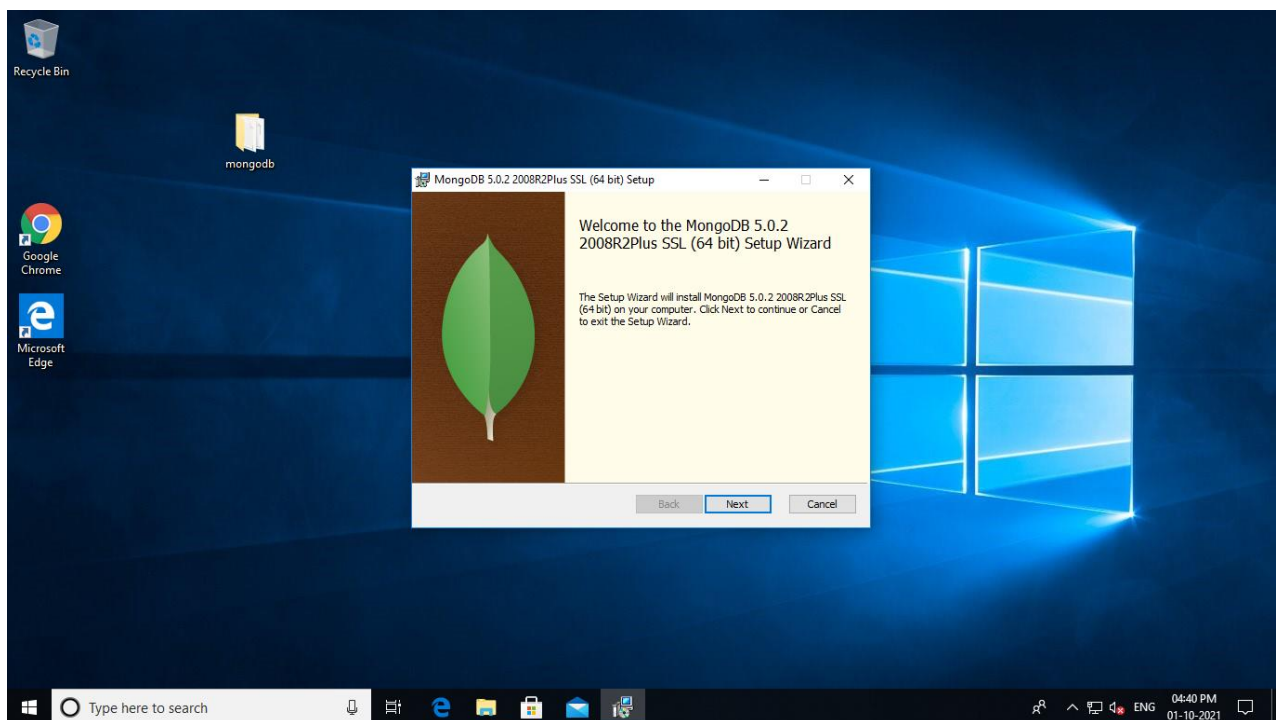 Recycle Bin
mongodb
Google
Chrome
Microsoft
Edge
MongoDB 5.0.2 2008R2Plus SSL (64 bit) Setup
Welcome to the MongoDB 5.0.2
2008R2Plus SSL (64 bit) Setup Wizard
The Setup Wizard will install MongoDB 5.0.2 2008R2Plus SSL
(64 bit) on your computer. Click Next to continue or Cancel
to exit the Setup Wizard.
Back Next Cancel
Type here to search
ENG
04:40 PM
01-10-2021